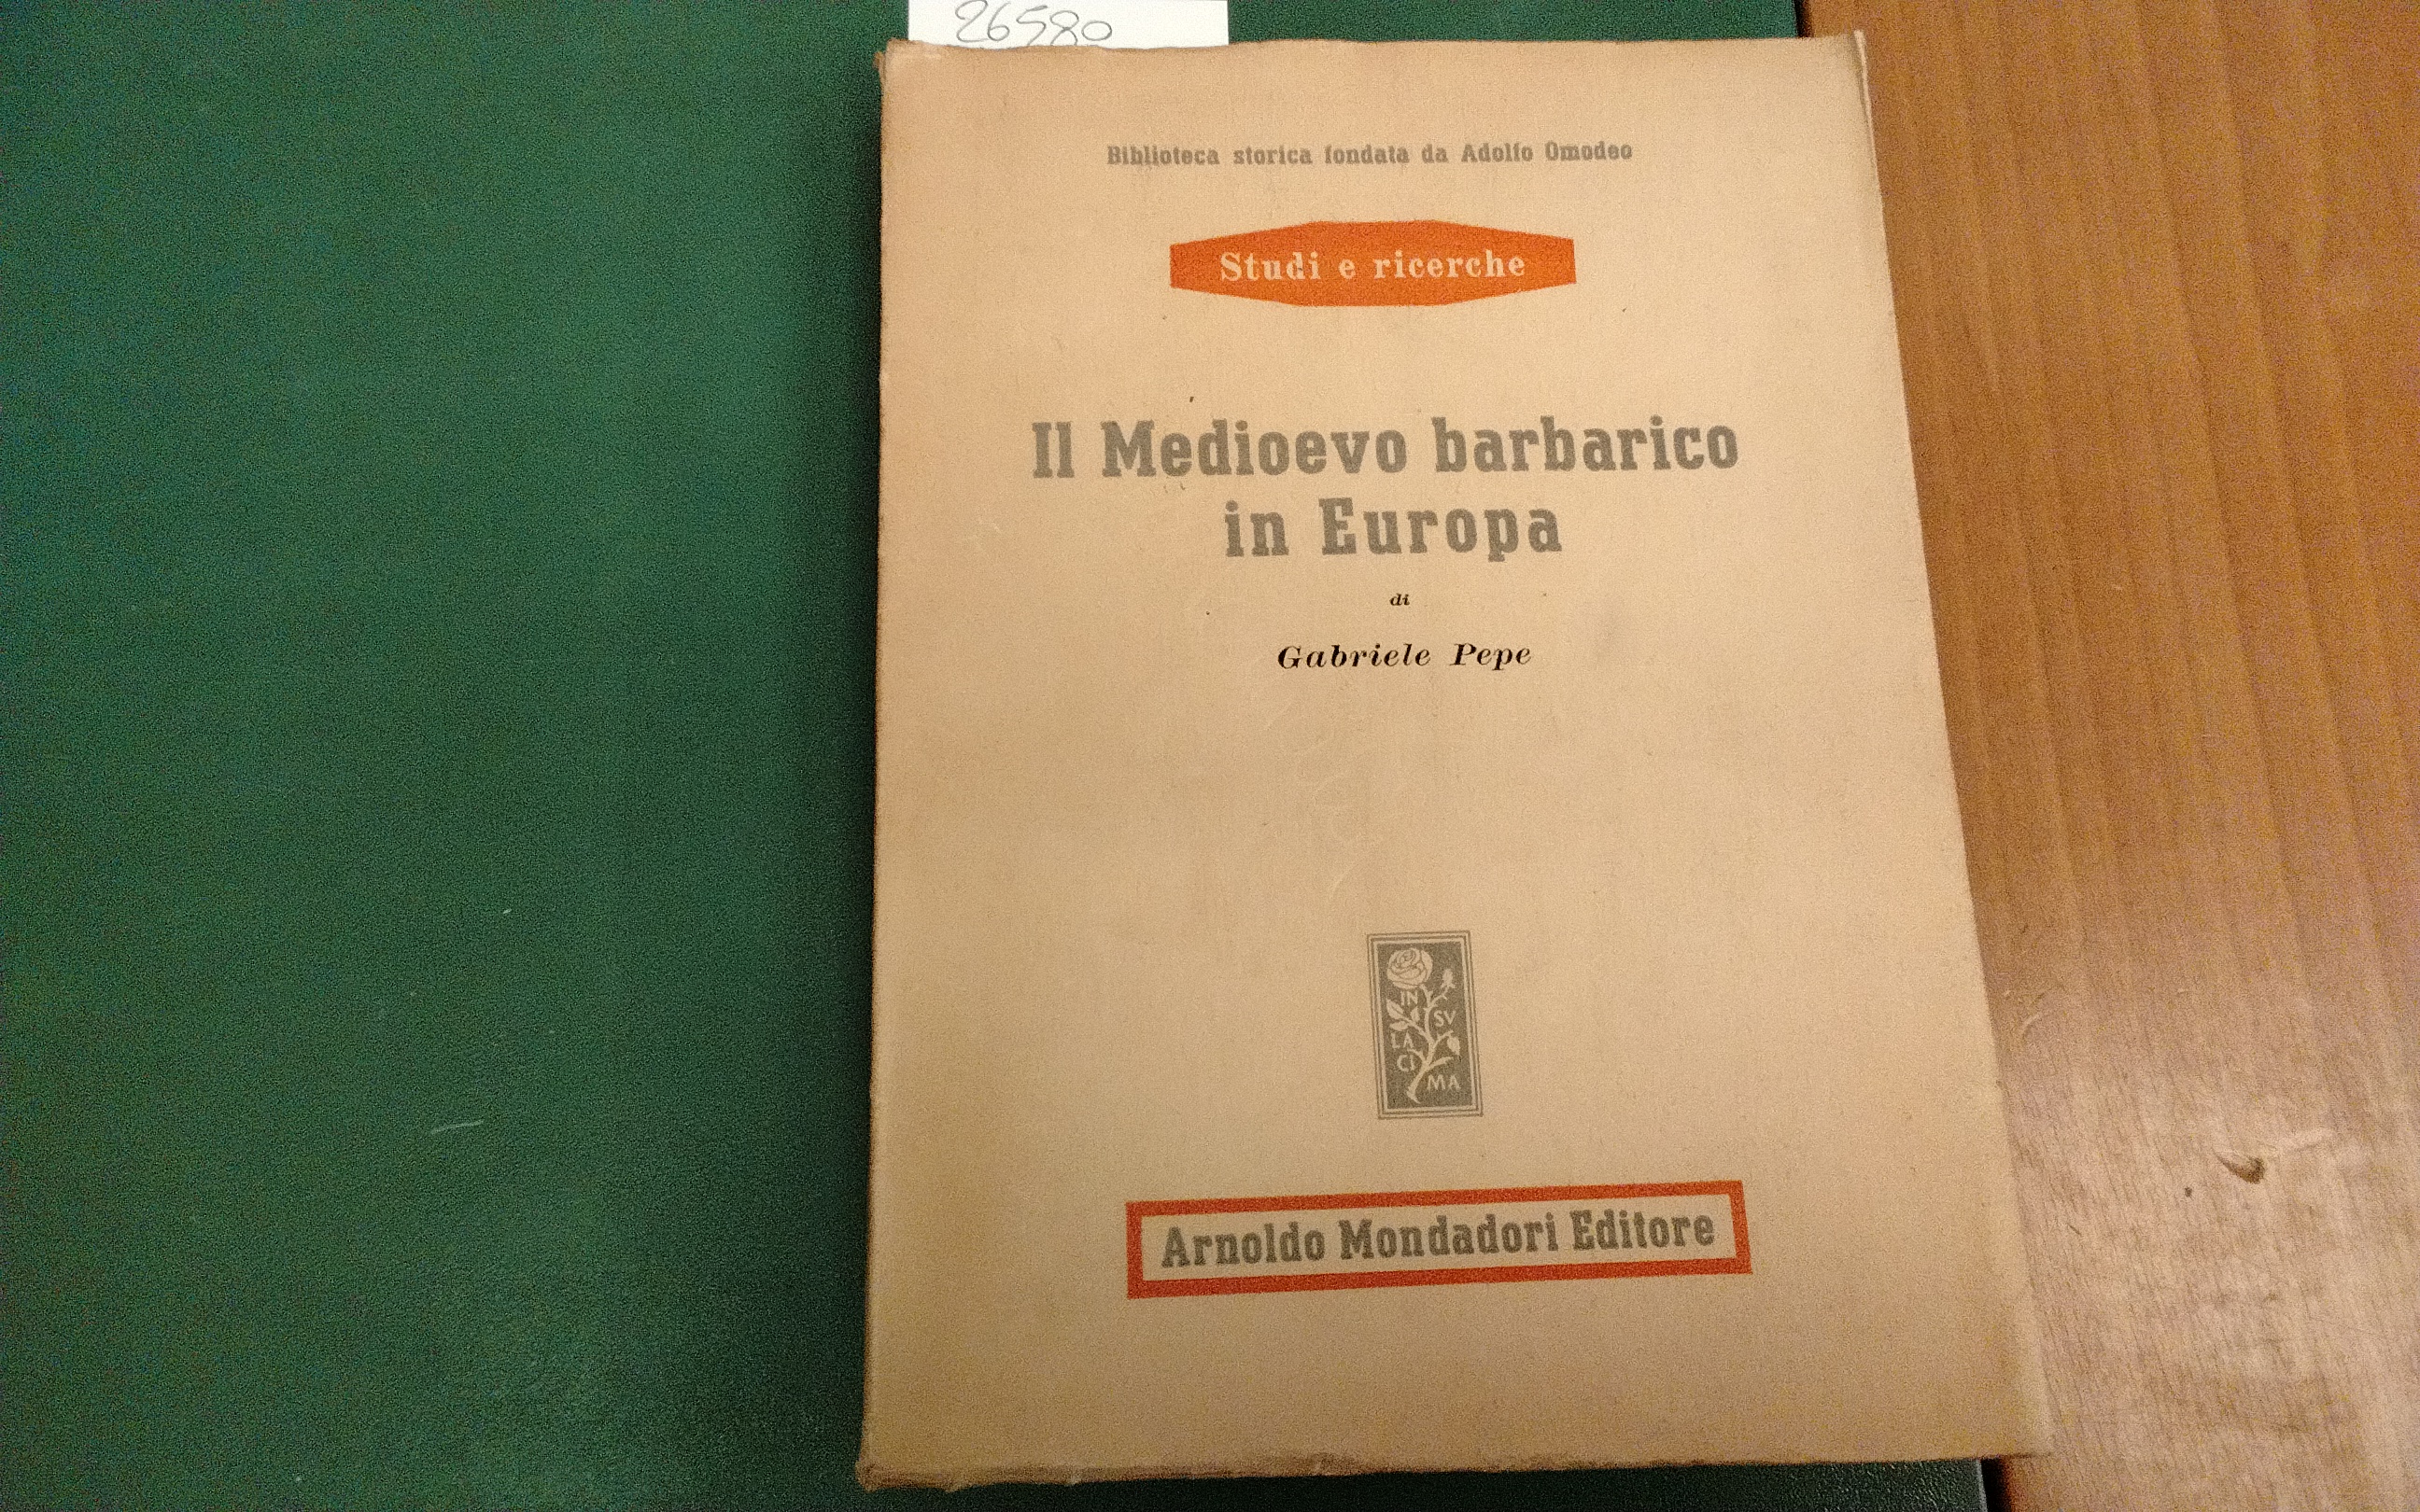 26580
Biblioteca storica fondata da Adolfo Omodeo
Studi e ricerche
Il Medioevo barbarico
in Europa
di
Gabriele Pepe
IN
SV
LA
CI
MA
Arnoldo Mondadori Editore